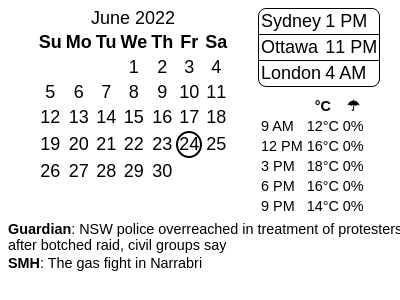 June 2022
Su Mo Tu We Th Fr Sa
1 2 3 4
5 6 7 8 9 10 11
12 13 14 15 16 17 18
19 20 21 22 23 24 25
26 27 28 29 30
Sydney 1 PM
Ottawa 11 PM
London 4 AM
°C ☂
9 AM 12°C 0%
12 PM 16°C 0%
3 PM 18°C 0%
6 PM 16°C 0%
9 PM 14°C 0%
Guardian: NSW police overreached in treatment of protesters
after botched raid, civil groups say
SMH: The gas fight in Narrabri